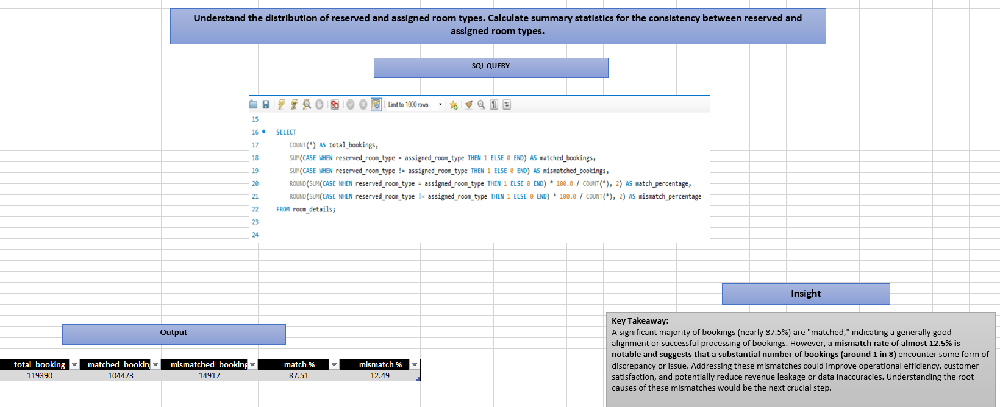 Understand the distribution of reserved and assigned room types. Calculate summary statistics for the consistency between reserved and
assigned room types.
SQL QUERY
Limit to 1000 rows
15
16 SELECT
17 COUNT(*) AS total_bookings,
18 SUM(CASE WHEN reserved_room_type = assigned_room_type THEN 1 ELSE 0 END) AS matched_bookings,
19 SUM(CASE WHEN reserved_room_type != assigned_room_type THEN 1 ELSE 0 END) AS mismatched_bookings,
20 ROUND(SUM(CASE WHEN reserved_room_type = assigned_room_type THEN 1 ELSE 0 END) * 100.0 / COUNT(*), 2) AS match_percentage,
21 ROUND(SUM(CASE WHEN reserved_room_type != assigned_room_type THEN 1 ELSE 0 END) * 100.0 / COUNT(*), 2) AS mismatch_percentage
22 FROM room_details;
23
24
Output
total_booking matched_bookin mismatched_booking match % mismatch %
119390 104473 14917 87.51 12.49
Insight
Key Takeaway:
A significant majority of bookings (nearly 87.5%) are "matched," indicating a generally good
alignment or successful processing of bookings. However, a mismatch rate of almost 12.5% is
notable and suggests that a substantial number of bookings (around 1 in 8) encounter some form of
discrepancy or issue. Addressing these mismatches could improve operational efficiency, customer
satisfaction, and potentially reduce revenue leakage or data inaccuracies. Understanding the root
causes of these mismatches would be the next crucial step.